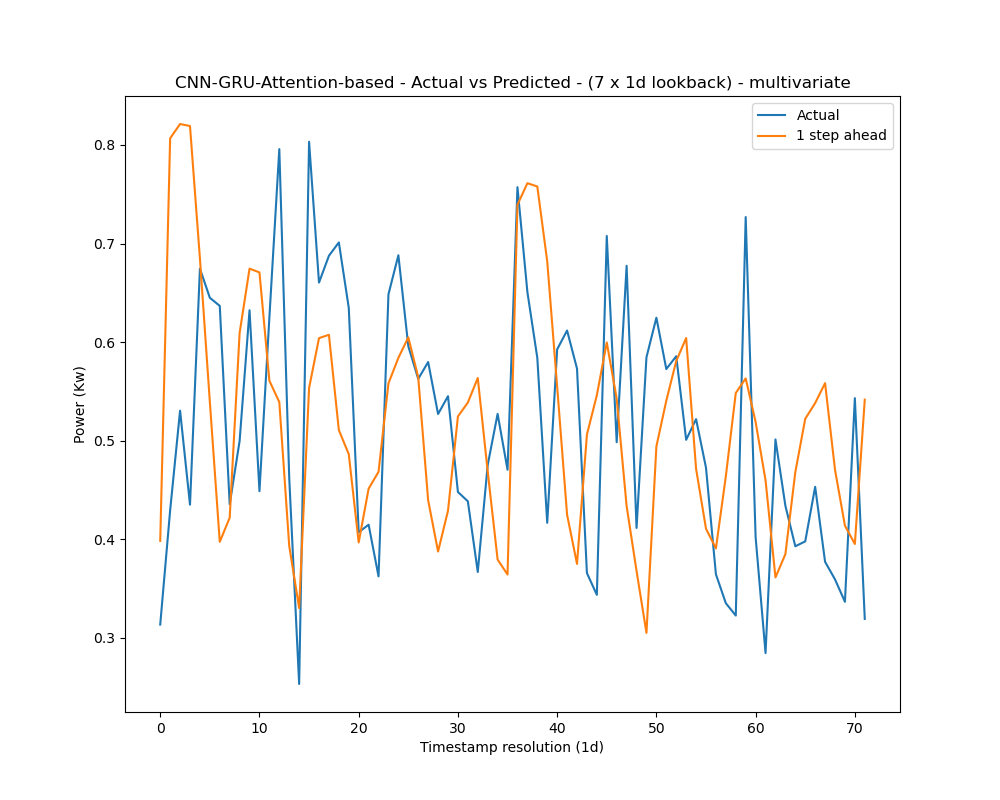 CNN-GRU-Attention-based - Actual vs Predicted - (7 x 1d lookback) - multivariate
Actual
1 step ahead
0.8
0.7
0.6
0.5
0.4
0.3
Power (Kw)
0 10 20 30 40 50 60 70
Timestamp resolution (1d)